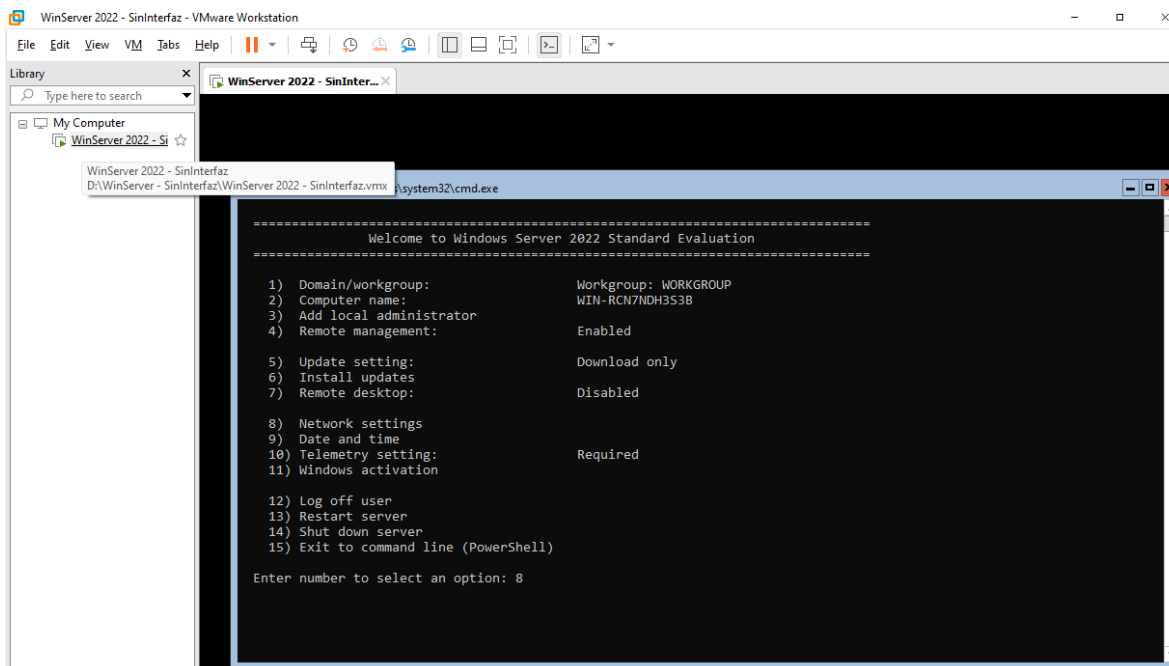 WinServer 2022 - SinInterfaz - VMware Workstation
File Edit View VM Tabs Help
Library
WinServer 2022 - SinInter...
Type here to search
My Computer
WinServer 2022 - Si
WinServer 2022 - SinInterfaz
D:\WinServer - SinInterfaz\WinServer 2022 - SinInterfaz.vmx
\system32\cmd.exe
================================================================================
Welcome to Windows Server 2022 Standard Evaluation
================================================================================
1) Domain/workgroup: Workgroup: WORKGROUP
2) Computer name: WIN-RCN7NDH3S3B
3) Add local administrator
4) Remote management: Enabled
5) Update setting: Download only
6) Install updates
7) Remote desktop: Disabled
8) Network settings
9) Date and time
10) Telemetry setting: Required
11) Windows activation
12) Log off user
13) Restart server
14) Shut down server
15) Exit to command line (PowerShell)
Enter number to select an option: 8